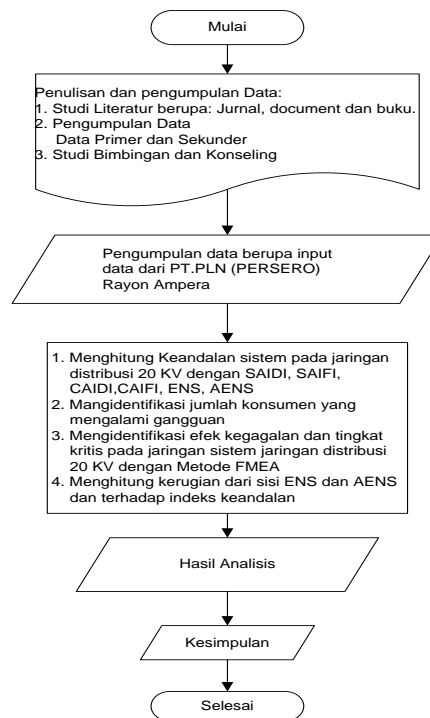 Mulai
Penulisan dan pengumpulan Data:
1. Studi Literatur berupa: Jurnal, document dan buku.
2. Pengumpulan Data
Data Primer dan Sekunder
3. Studi Bimbingan dan Konseling
Pengumpulan data berupa input
data dari PT.PLN (PERSERO)
Rayon Ampera
1. Menghitung Keandalan sistem pada jaringan
distribusi 20 KV dengan SAIDI, SAIFI,
CAIDI,CAIFI, ENS, AENS
2. Mangidentifikasi jumlah konsumen yang
mengalami gangguan
3. Mengidentifikasi efek kegagalan dan tingkat
kritis pada jaringan sistem jaringan distribusi
20 KV dengan Metode FMEA
4. Menghitung kerugian dari sisi ENS dan AENS
dan terhadap indeks keandalan
Hasil Analisis
Kesimpulan
Selesai